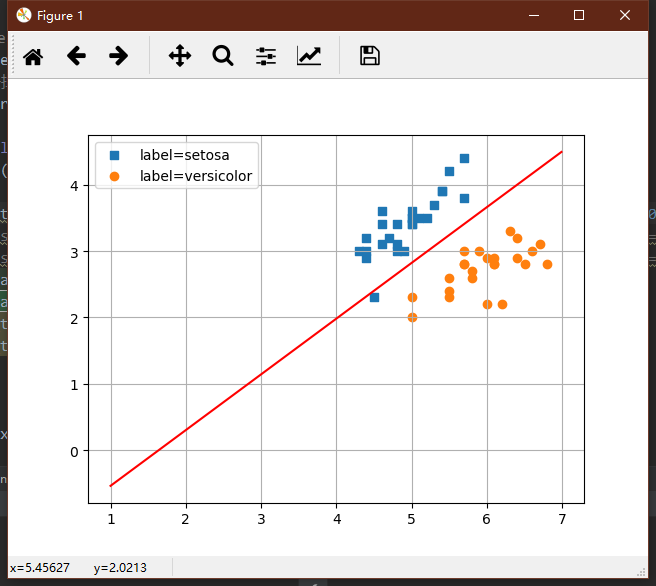 Figure 1
label=setosa
label=versicolor
4
3
2
1
0
1 2 3 4 5 6 7
x=5.45627 y=2.0213